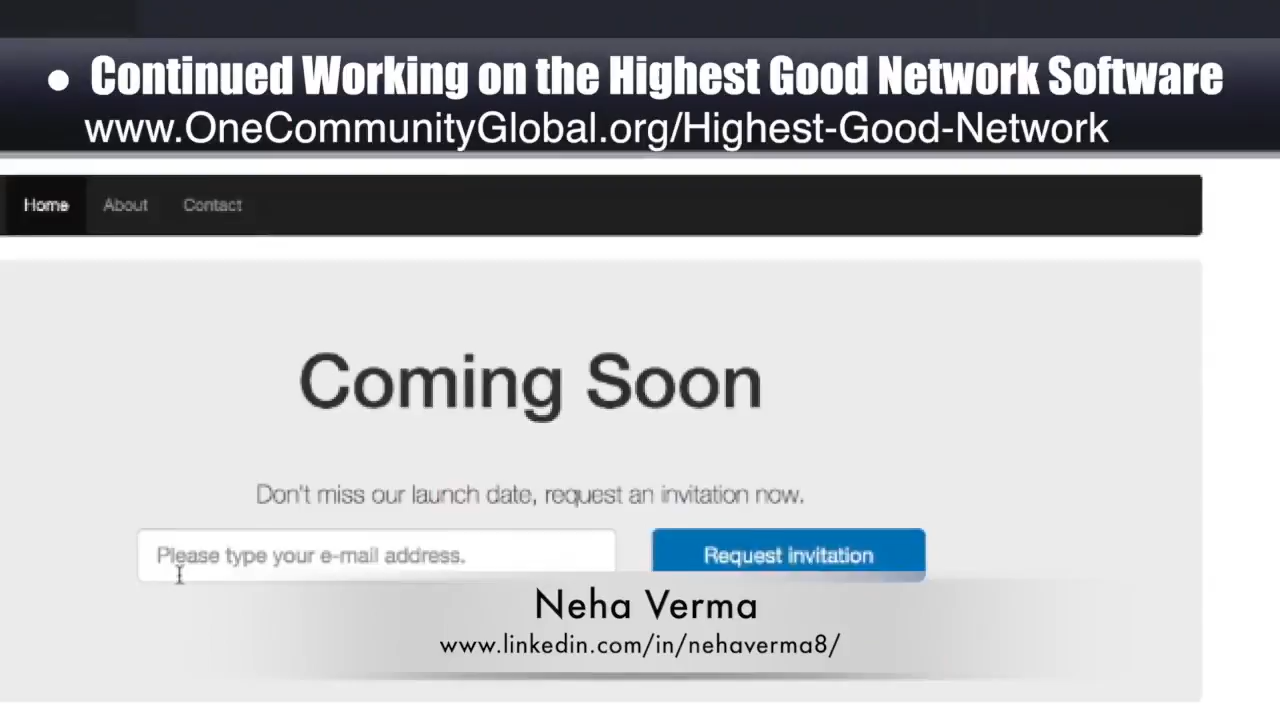 • Continued Working on the Highest Good Network Software
www.OneCommunityGlobal.org/Highest-Good-Network
Home About Contact
Coming Soon
Don't miss our launch date, request an invitation now.
Please type your e-mail address. Request invitation
Neha Verma
www.linkedin.com/in/nehaverma8/